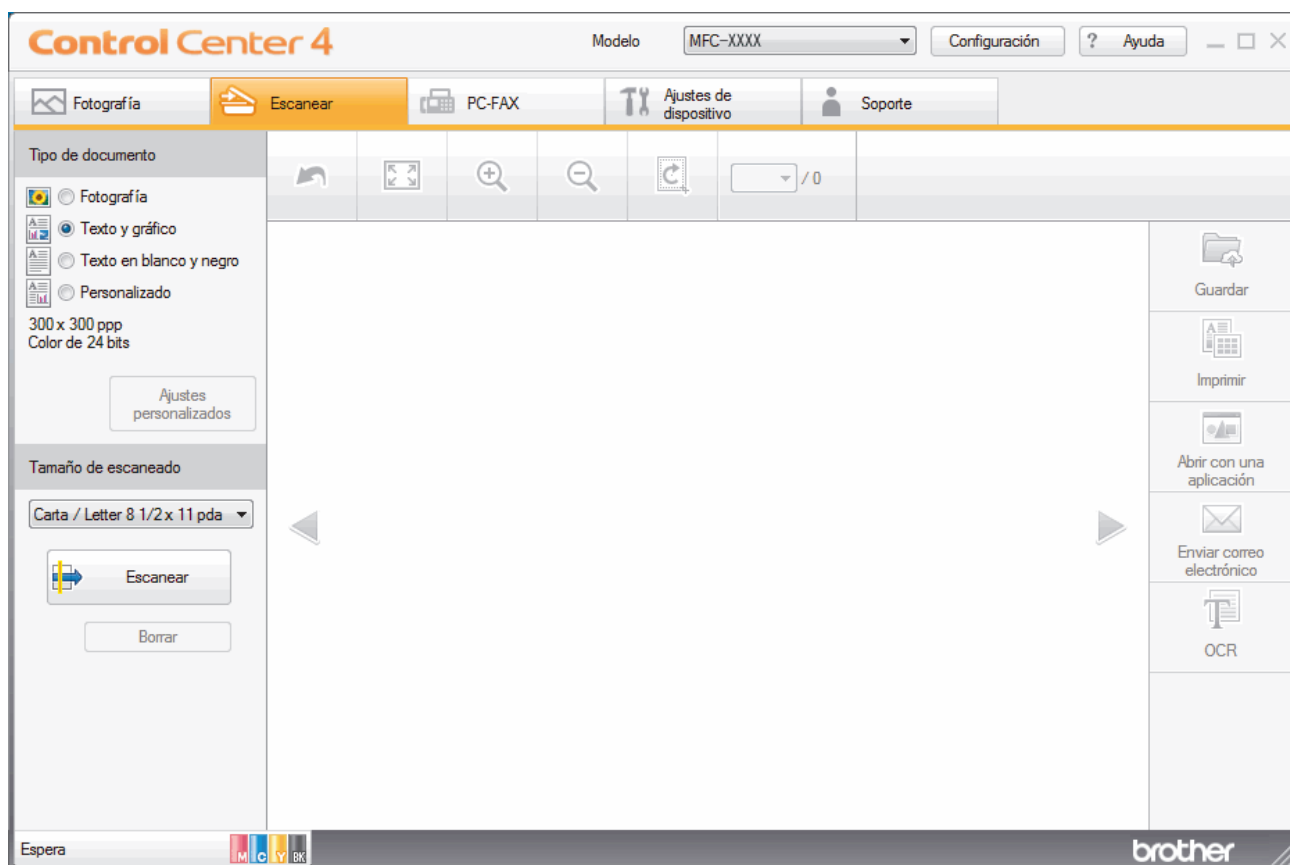 Control Center 4
Modelo
MFC-XXXX
Configuración
? Ayuda
Fotografía
Escanear
PC-FAX
Ajustes de
dispositivo
Soporte
Tipo de documento
Fotografía
Texto y gráfico
Texto en blanco y negro
Personalizado
300 x 300 ppp
Color de 24 bits
Ajustes
personalizados
Tamaño de escaneado
Carta / Letter 8 1/2 x 11 pda
Escanear
Borrar
/ 0
Guardar
Imprimir
Abrir con una
aplicación
Enviar correo
electrónico
OCR
Espera
M C Y BK
brother